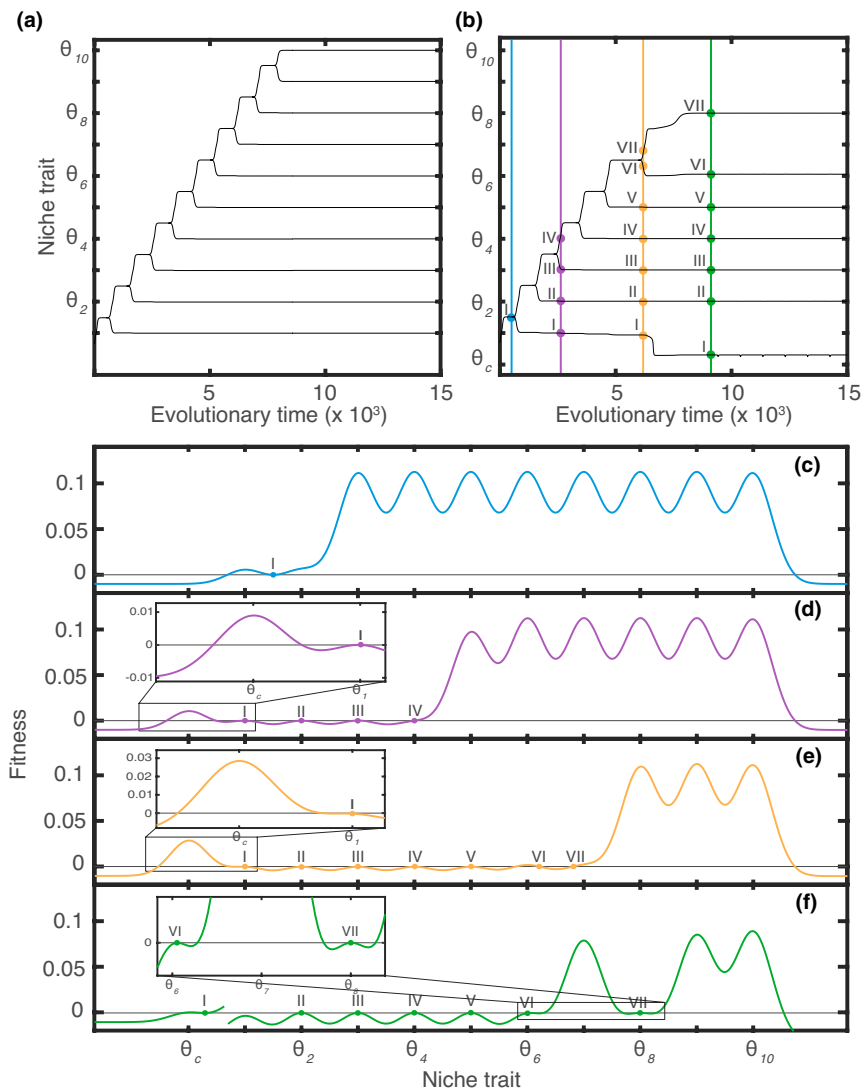 (a)
(b)
θ10
θ8
θ6
θ4
θ2
Niche trait
5
10
15
Evolutionary time (x 10³)
θ10
θ8
θ6
θ4
θ2
θc
I
IV
III
II
I
VII
VI
V
IV
III
II
I
VII
VI
V
IV
III
II
I
5
10
15
Evolutionary time (x 10³)
Fitness
(c)
0.1
0.05
0
I
(d)
0.1
0.05
0
0.01
0
-0.01
I
θc
θ1
I
II
III
IV
(e)
0.1
0.05
0
0.03
0.02
0.01
0
I
θc
θ1
I
II
III
IV
V
VI
VII
(f)
0.1
0.05
0
0
VI
VII
θ6
θ7
θ8
I
II
III
IV
V
VI
VII
θc
θ2
θ4
θ6
θ8
θ10
Niche trait